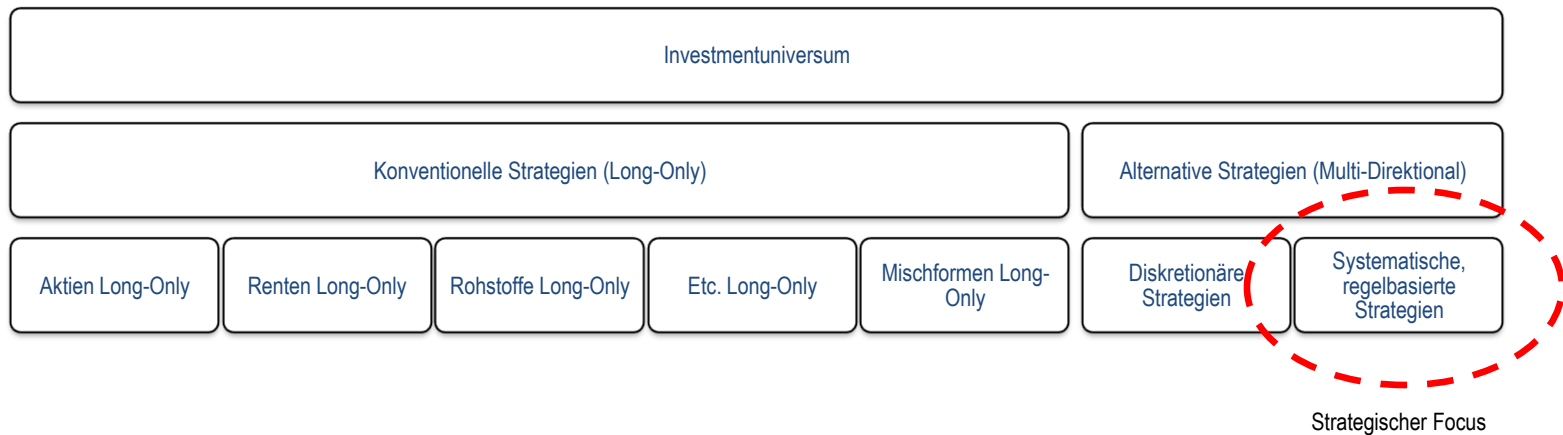 Investmentuniversum
Konventionelle Strategien (Long-Only)
Alternative Strategien (Multi-Direktional)
Aktien Long-Only
Renten Long-Only
Rohstoffe Long-Only
Etc. Long-Only
Mischformen Long-
Only
Diskretionäre
Strategien
Systematische,
regelbasierte
Strategien
Strategischer Focus